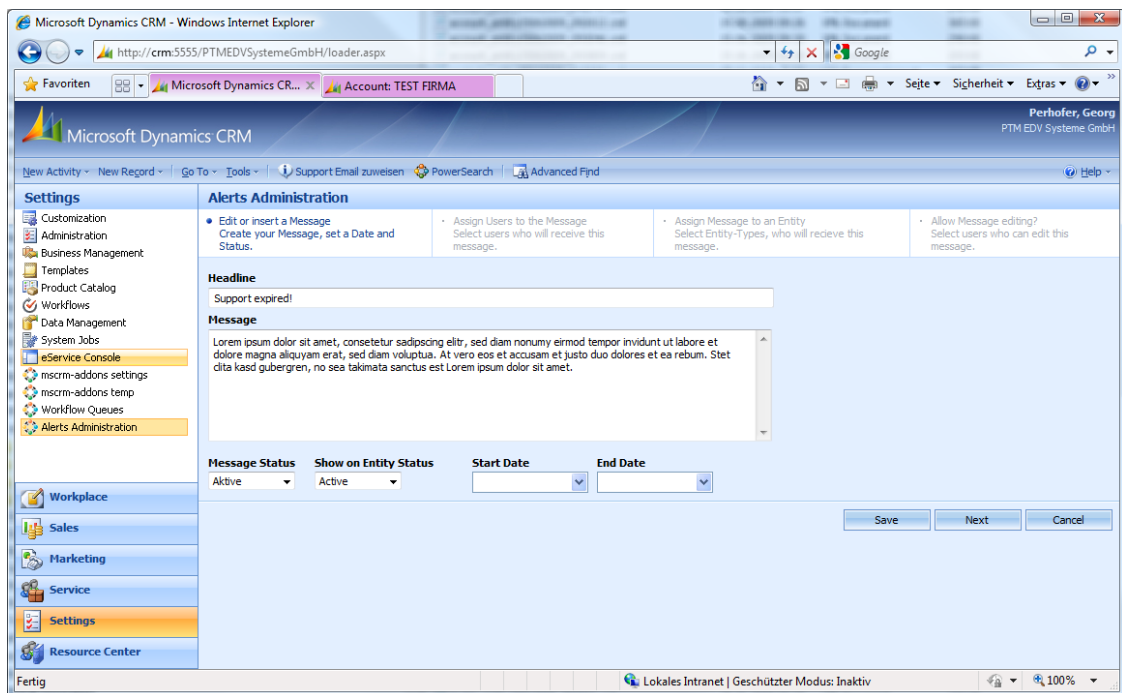 Microsoft Dynamics CRM - Windows Internet Explorer
http://crm:5555/PTMEDVSystemeGmbH/loader.aspx
Google
Favoriten
Microsoft Dynamics CR...
Account: TEST FIRMA
Seite
Sicherheit
Extras
Microsoft Dynamics CRM
Perhofer, Georg
PTM EDV Systeme GmbH
New Activity
New Record
Go To
Tools
Support Email zuweisen
PowerSearch
Advanced Find
Help
Settings
Customization
Administration
Business Management
Templates
Product Catalog
Workflows
Data Management
System Jobs
eService Console
mscrm-addons settings
mscrm-addons temp
Workflow Queues
Alerts Administration
Workplace
Sales
Marketing
Service
Settings
Resource Center
Alerts Administration
Edit or insert a Message
Create your Message, set a Date and
Status.
Assign Users to the Message
Select users who will receive this
message.
Assign Message to an Entity
Select Entity-Types, who will recieve this
message.
Allow Message editing?
Select users who can edit this
message.
Headline
Support expired!
Message
Lorem ipsum dolor sit amet, consetetur sadipscing elitr, sed diam nonumy eirmod tempor invidunt ut labore et
dolore magna aliquyam erat, sed diam voluptua. At vero eos et accusam et justo duo dolores et ea rebum. Stet
clita kasd gubergren, no sea takimata sanctus est Lorem ipsum dolor sit amet.
Message Status
Show on Entity Status
Start Date
End Date
Aktive
Active
Save
Next
Cancel
Fertig
Lokales Intranet | Geschützter Modus: Inaktiv
100%